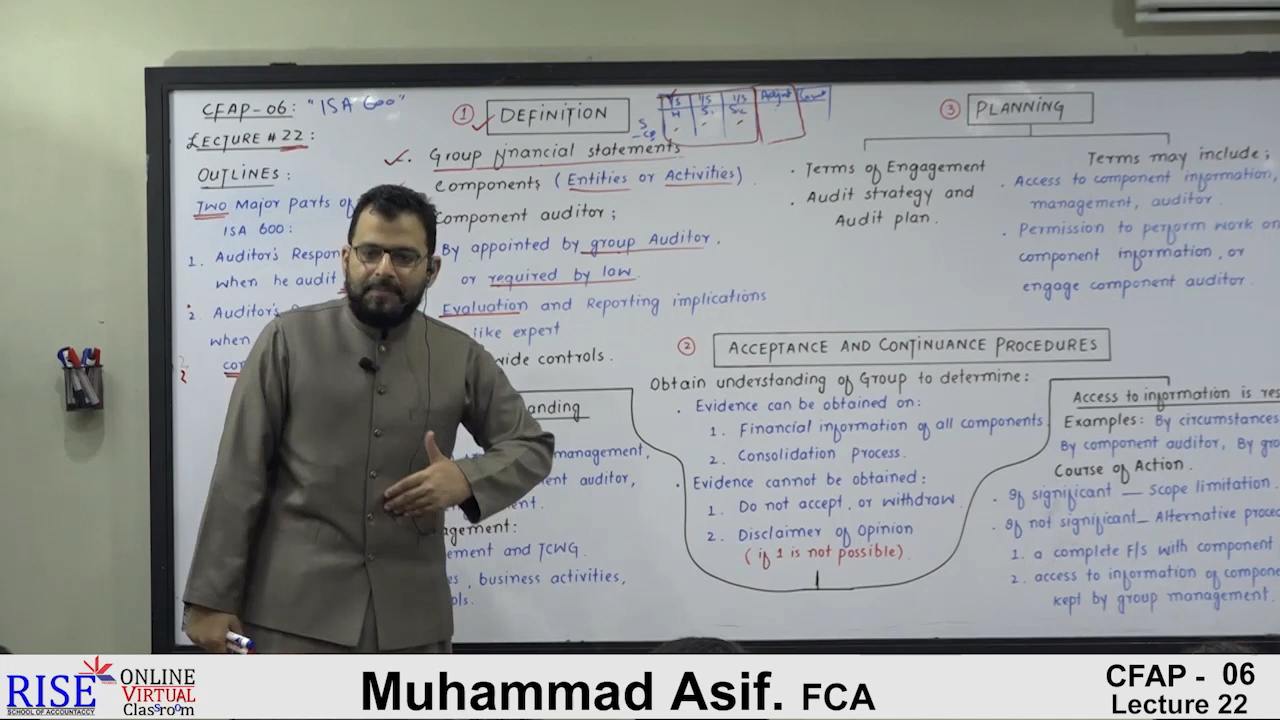 CFAP-06: "ISA 600"
LECTURE # 22:
OUTLINES:
TWO Major parts of
ISA 600:
1. Auditor's Respon
when he audit
2. Auditor's
when
① DEFINITION
. Group financial statements
Components (Entities or Activities)
Component auditor;
By appointed by group Auditor,
or required by law.
Evaluation and Reporting implications
like expert
wide controls.
anding
management,
ent auditor,
agement:
ement and TCWG.
business activities,
ols.
② ACCEPTANCE AND CONTINUANCE PROCEDURES
Obtain understanding of Group to determine:
. Evidence can be obtained on:
1. Financial information of all components
2. Consolidation Process.
. Evidence cannot be obtained:
1. Do not accept, or withdraw
2. Disclaimer of Opinion
(if 1 is not possible).
③ PLANNING
. Terms of Engagement
. Audit strategy and
Audit plan.
Terms may include;
. Access to component information,
management, auditor.
. Permission to perform work on
component information, or
engage component auditor.
Access to information is res
Examples: By circumstances
By component auditor, By gro
Course of Action.
. If significant — Scope limitation.
. If not significant — Alternative proced
1. a complete F/s with component
2. access to information of compone
kept by group management.
RISE
SCHOOL OF ACCOUNTACCY
ONLINE
VIRTUAL
Classroom
Muhammad Asif. FCA
CFAP - 06
Lecture 22